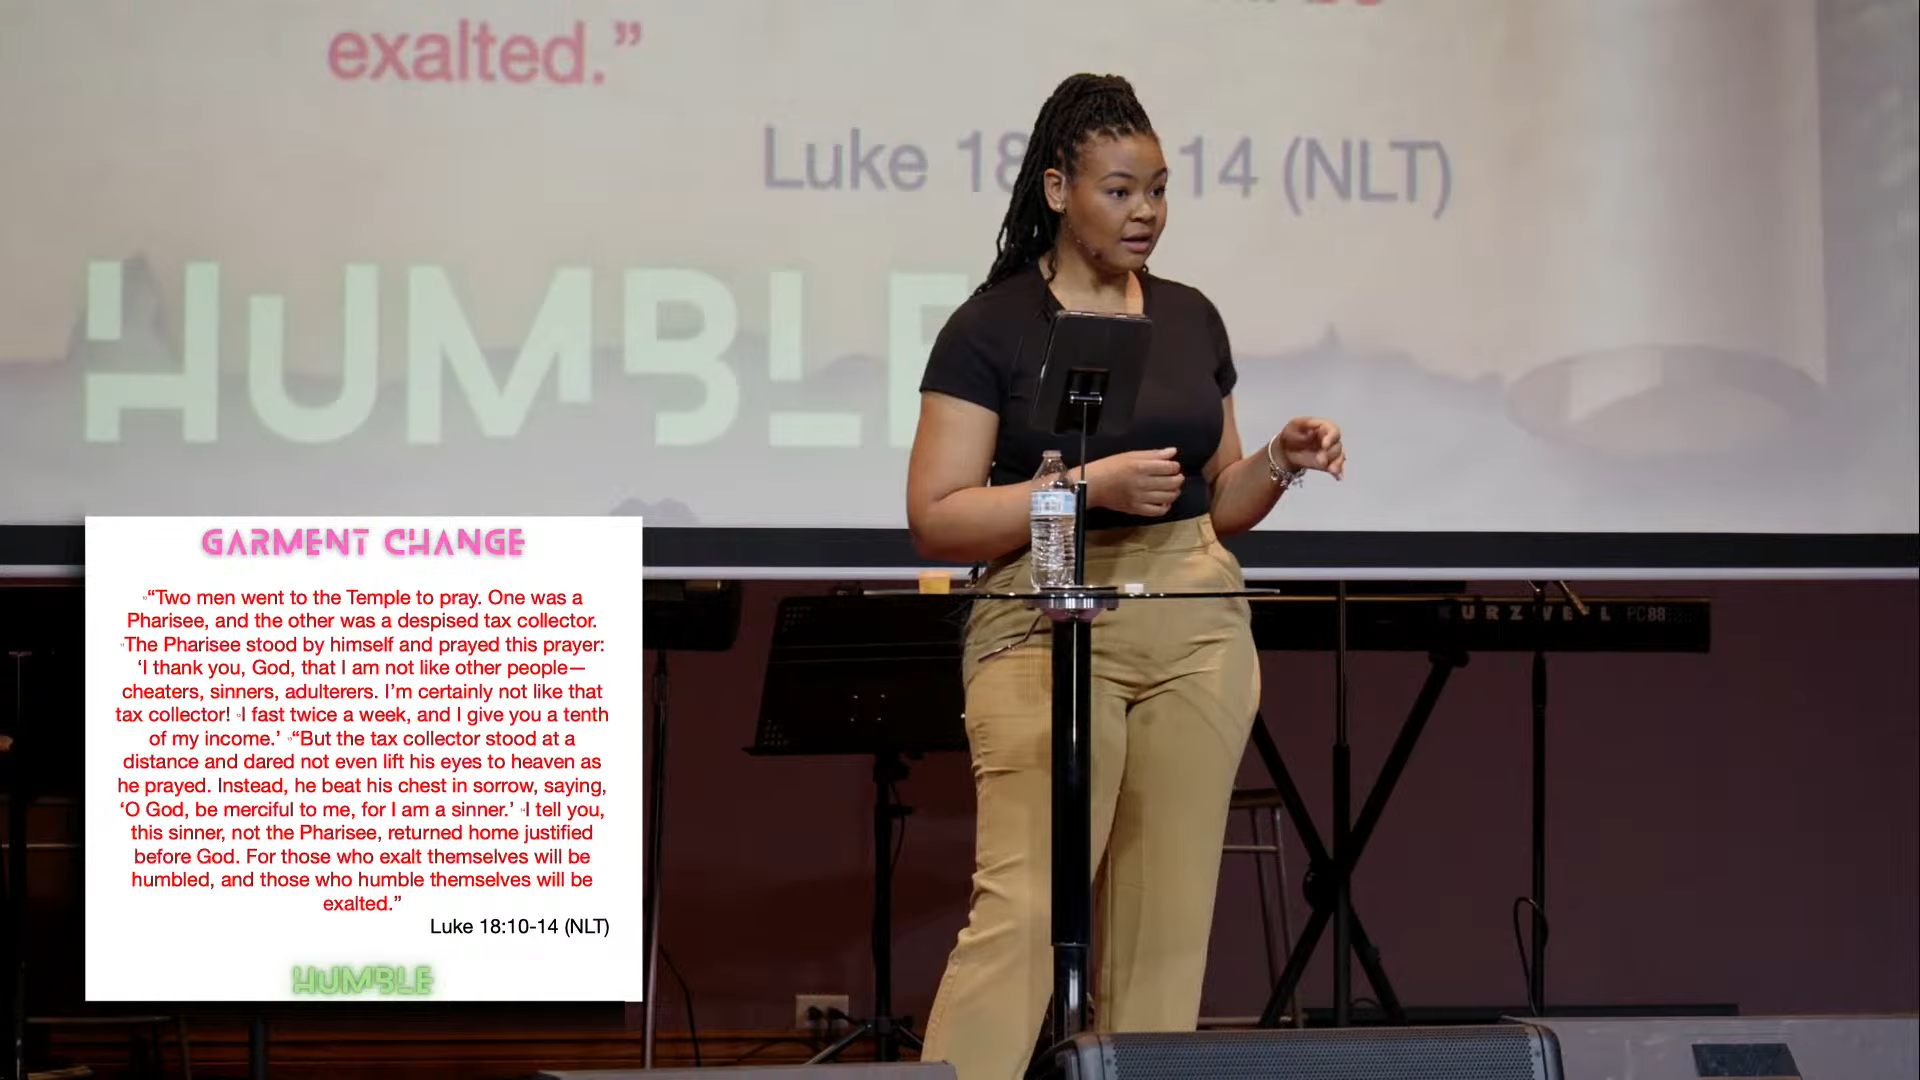 exalted.”
Luke 18 14 (NLT)
HUMBLE
GARMENT CHANGE
“Two men went to the Temple to pray. One was a
Pharisee, and the other was a despised tax collector.
The Pharisee stood by himself and prayed this prayer:
‘I thank you, God, that I am not like other people—
cheaters, sinners, adulterers. I’m certainly not like that
tax collector! I fast twice a week, and I give you a tenth
of my income.’ “But the tax collector stood at a
distance and dared not even lift his eyes to heaven as
he prayed. Instead, he beat his chest in sorrow, saying,
‘O God, be merciful to me, for I am a sinner.’ I tell you,
this sinner, not the Pharisee, returned home justified
before God. For those who exalt themselves will be
humbled, and those who humble themselves will be
exalted.”
Luke 18:10-14 (NLT)
HUMBLE
KURZWEIL PC88